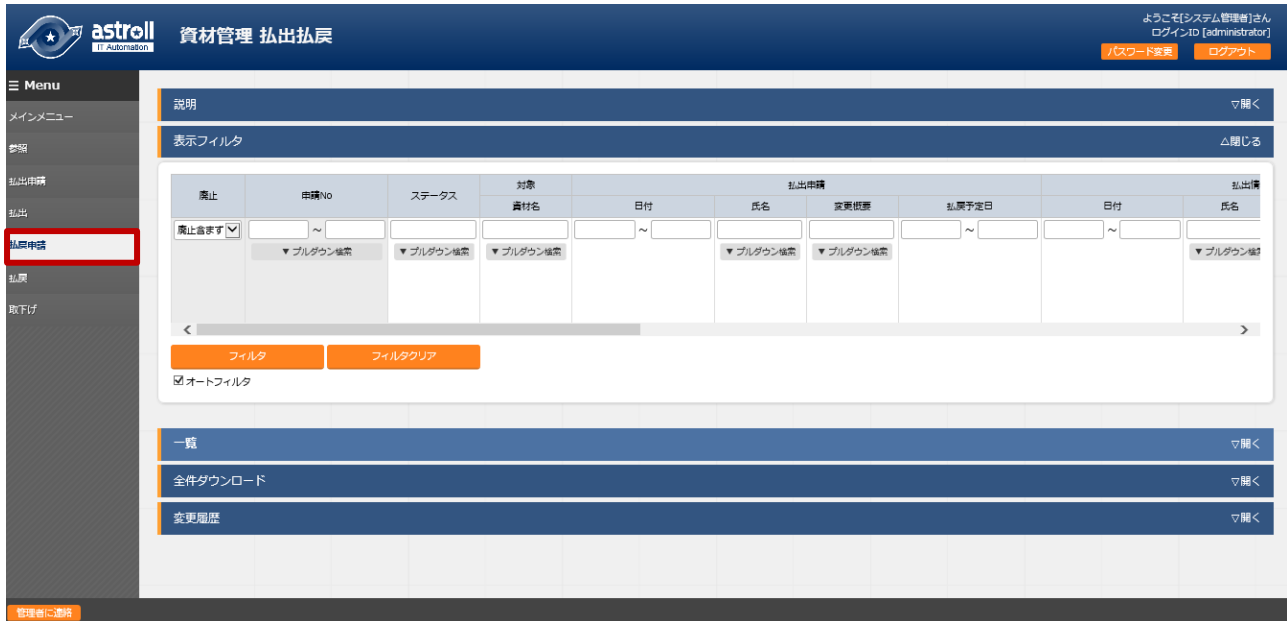 astroll
IT Automation
資材管理 払出払戻
ようこそ[システム管理者]さん
ログインID [administrator]
パスワード変更 ログアウト
☰ Menu
メインメニュー
参照
払出申請
払出
払戻申請
払戻
取下げ
説明 ▽開く
表示フィルタ △閉じる
廃止 申請No ステータス 対象 払出申請 払出情
資材名 日付 氏名 変更概要 払戻予定日 日付 氏名
廃止含まず ~ ~ ~ ~
▼ プルダウン検索 ▼ プルダウン検索 ▼ プルダウン検索 ▼ プルダウン検索 ▼ プルダウン検索 ▼ プルダウン検
フィルタ フィルタクリア
オートフィルタ
一覧 ▽開く
全件ダウンロード ▽開く
変更履歴 ▽開く
管理者に連絡